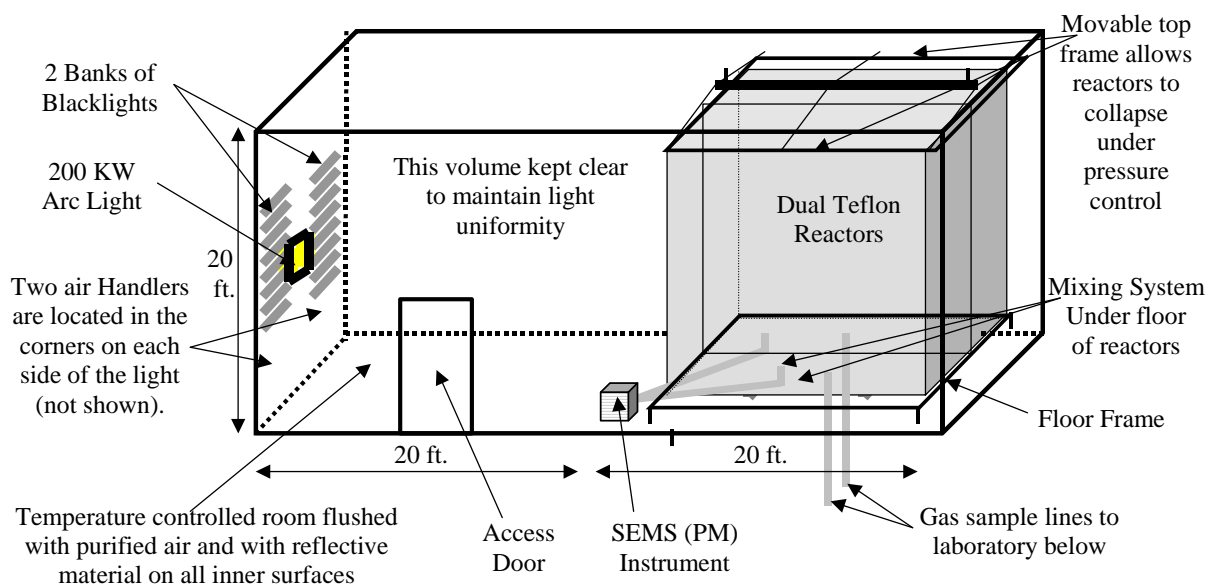 2 Banks of
Blacklights
200 KW
Arc Light
20
ft.
Two air Handlers
are located in the
corners on each
side of the light
(not shown).
This volume kept clear
to maintain light
uniformity
Dual Teflon
Reactors
Movable top
frame allows
reactors to
collapse
under
pressure
control
Mixing System
Under floor
of reactors
Floor Frame
20 ft.
20 ft.
Temperature controlled room flushed
with purified air and with reflective
material on all inner surfaces
Access
Door
SEMS (PM)
Instrument
Gas sample lines to
laboratory below